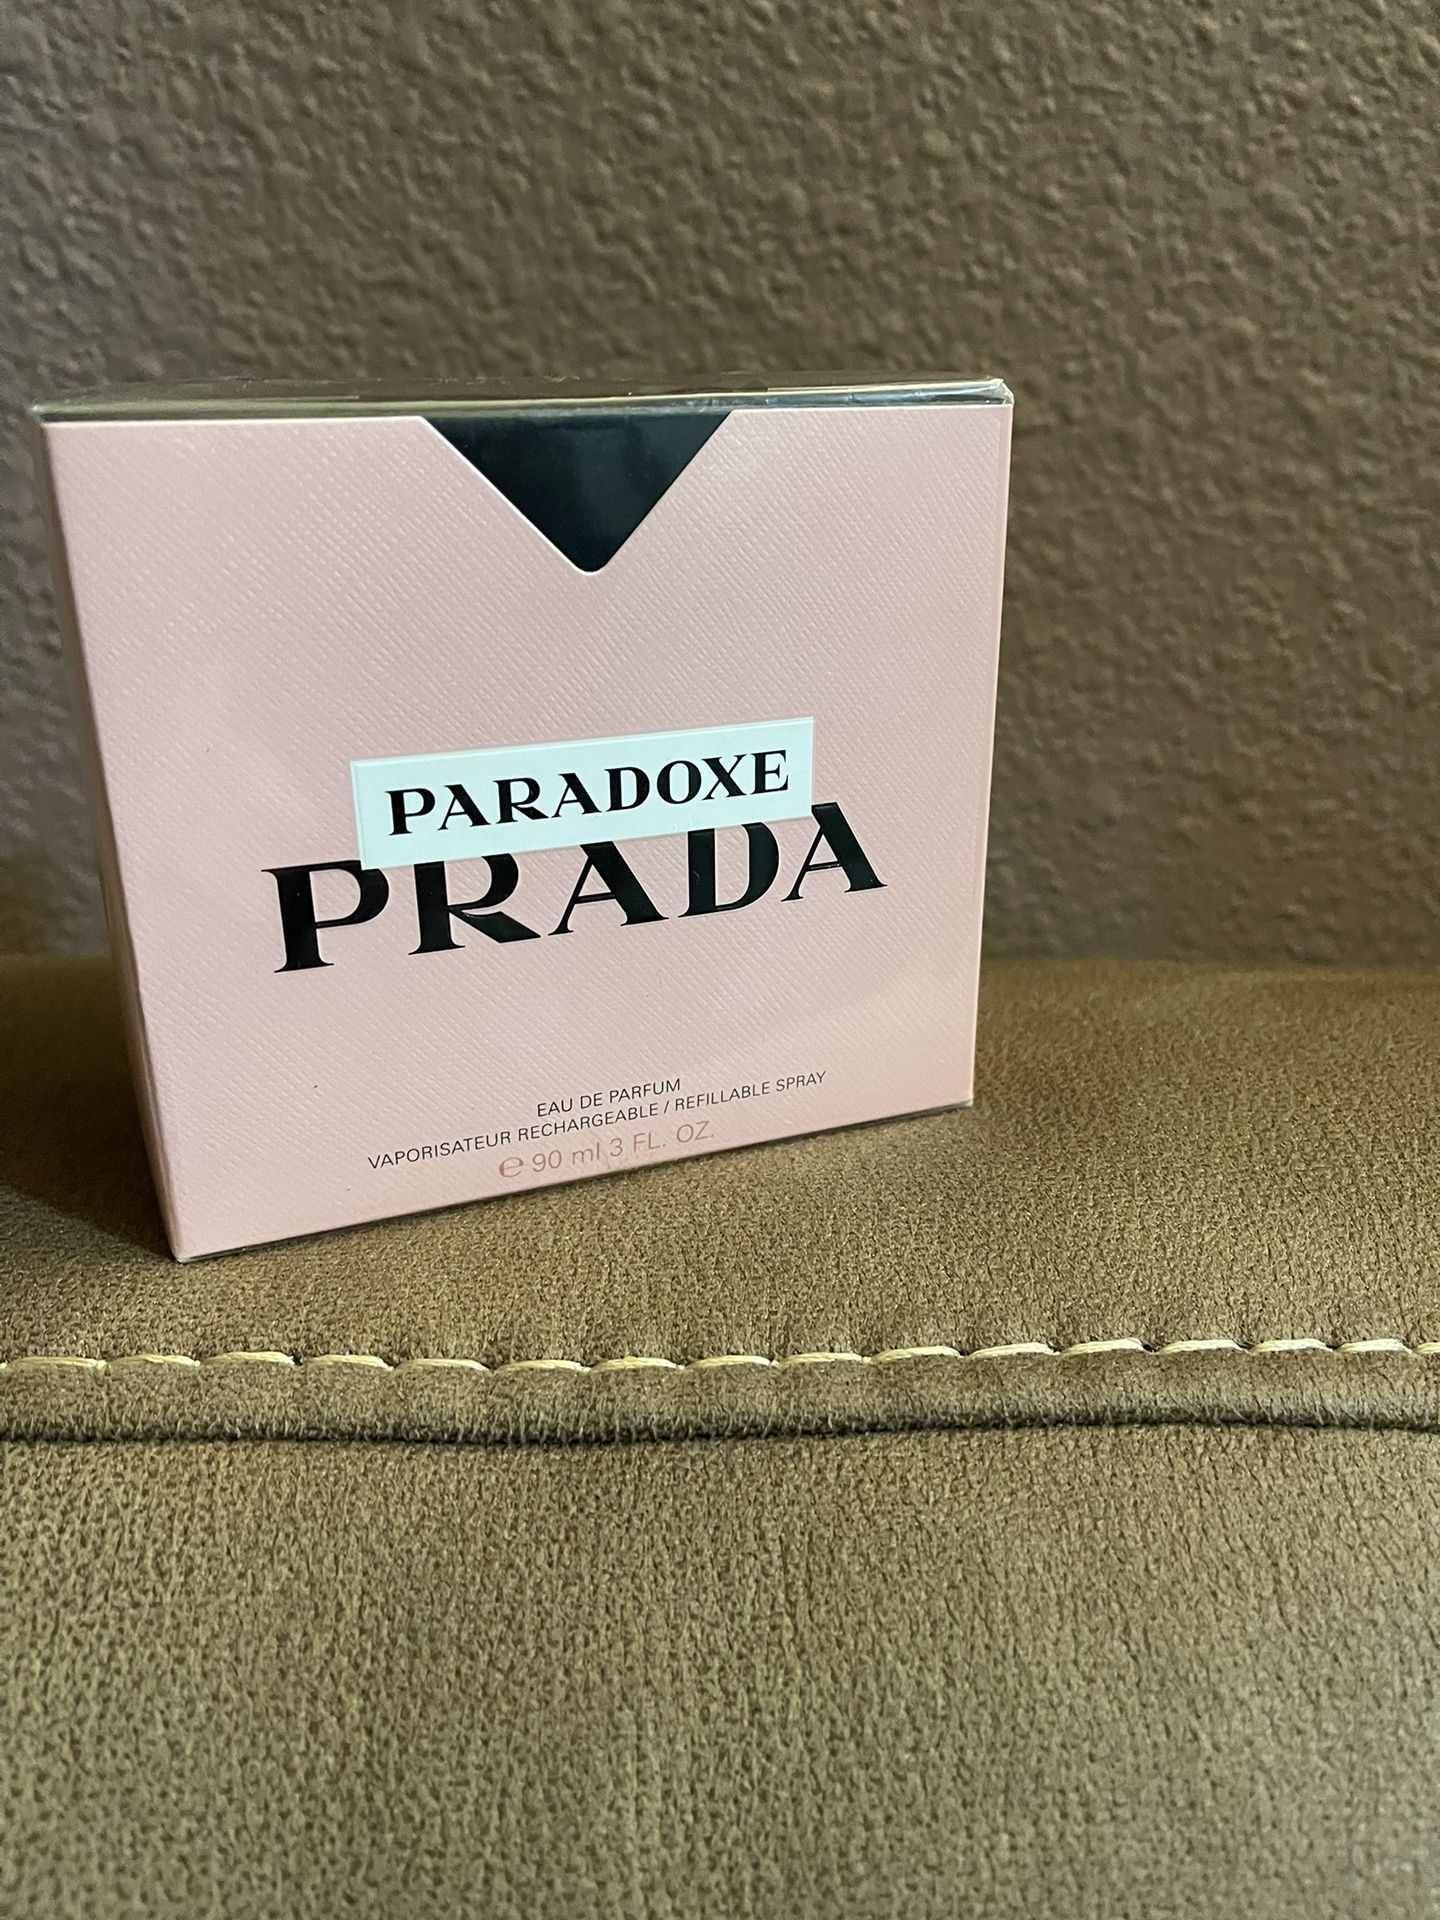 PARADOXE
PRADA
EAU DE PARFUM
VAPORISATEUR RECHARGEABLE / REFILLABLE SPRAY
℮ 90 ml 3 FL. OZ.